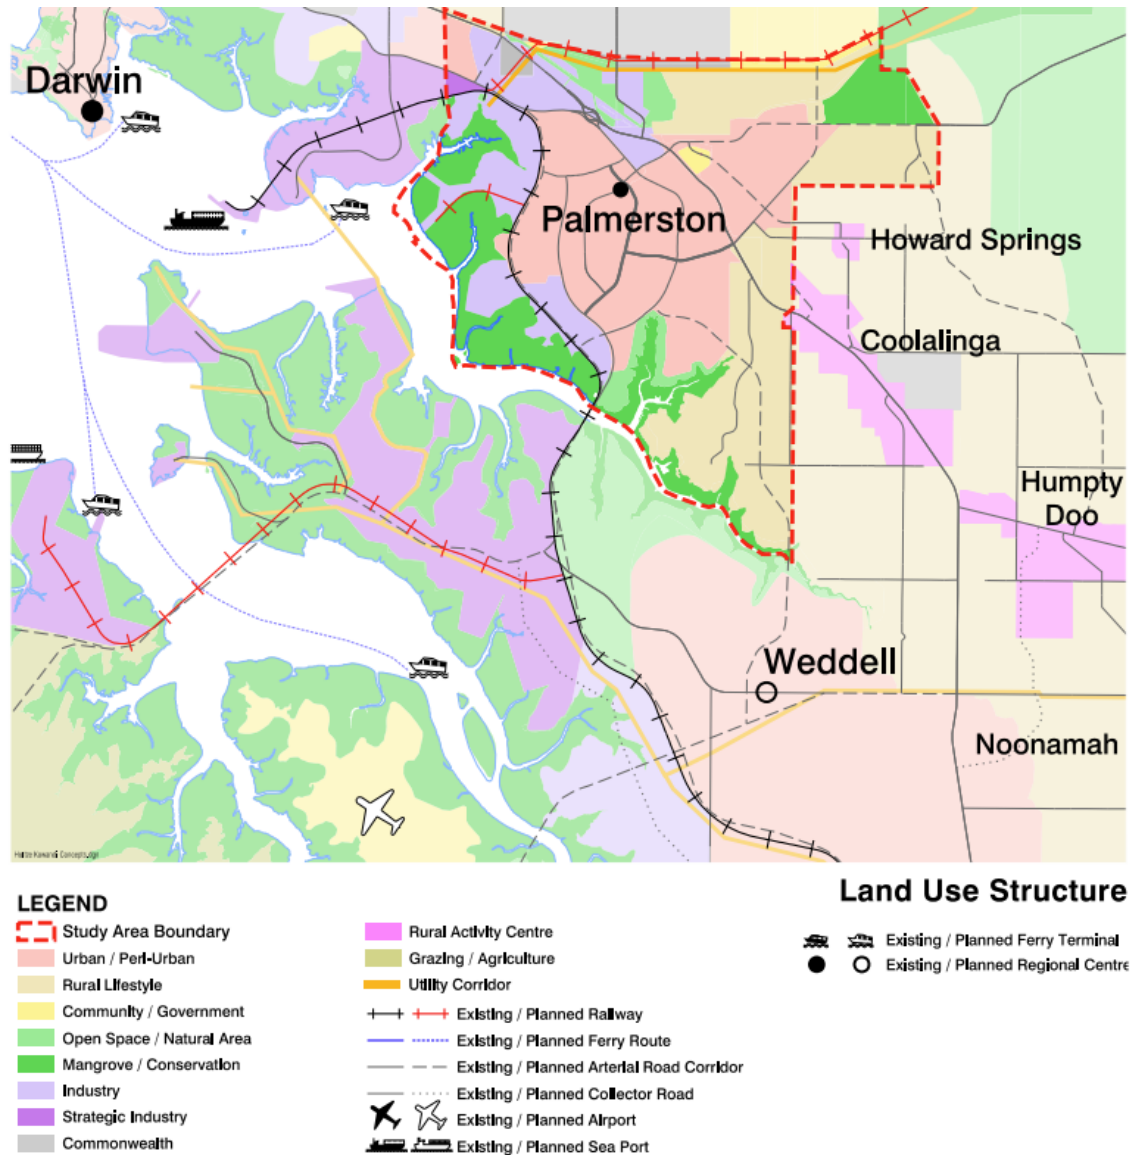 Darwin
Palmerston
Howard Springs
Coolalinga
Humpty
Doo
Weddell
Noonamah
Land Use Structure
LEGEND
Study Area Boundary
Urban / Peri-Urban
Rural Lifestyle
Community / Government
Open Space / Natural Area
Mangrove / Conservation
Industry
Strategic Industry
Commonwealth
Rural Activity Centre
Grazing / Agriculture
Utility Corridor
Existing / Planned Railway
Existing / Planned Ferry Route
Existing / Planned Arterial Road Corridor
Existing / Planned Collector Road
Existing / Planned Airport
Existing / Planned Sea Port
Existing / Planned Ferry Terminal
Existing / Planned Regional Centre